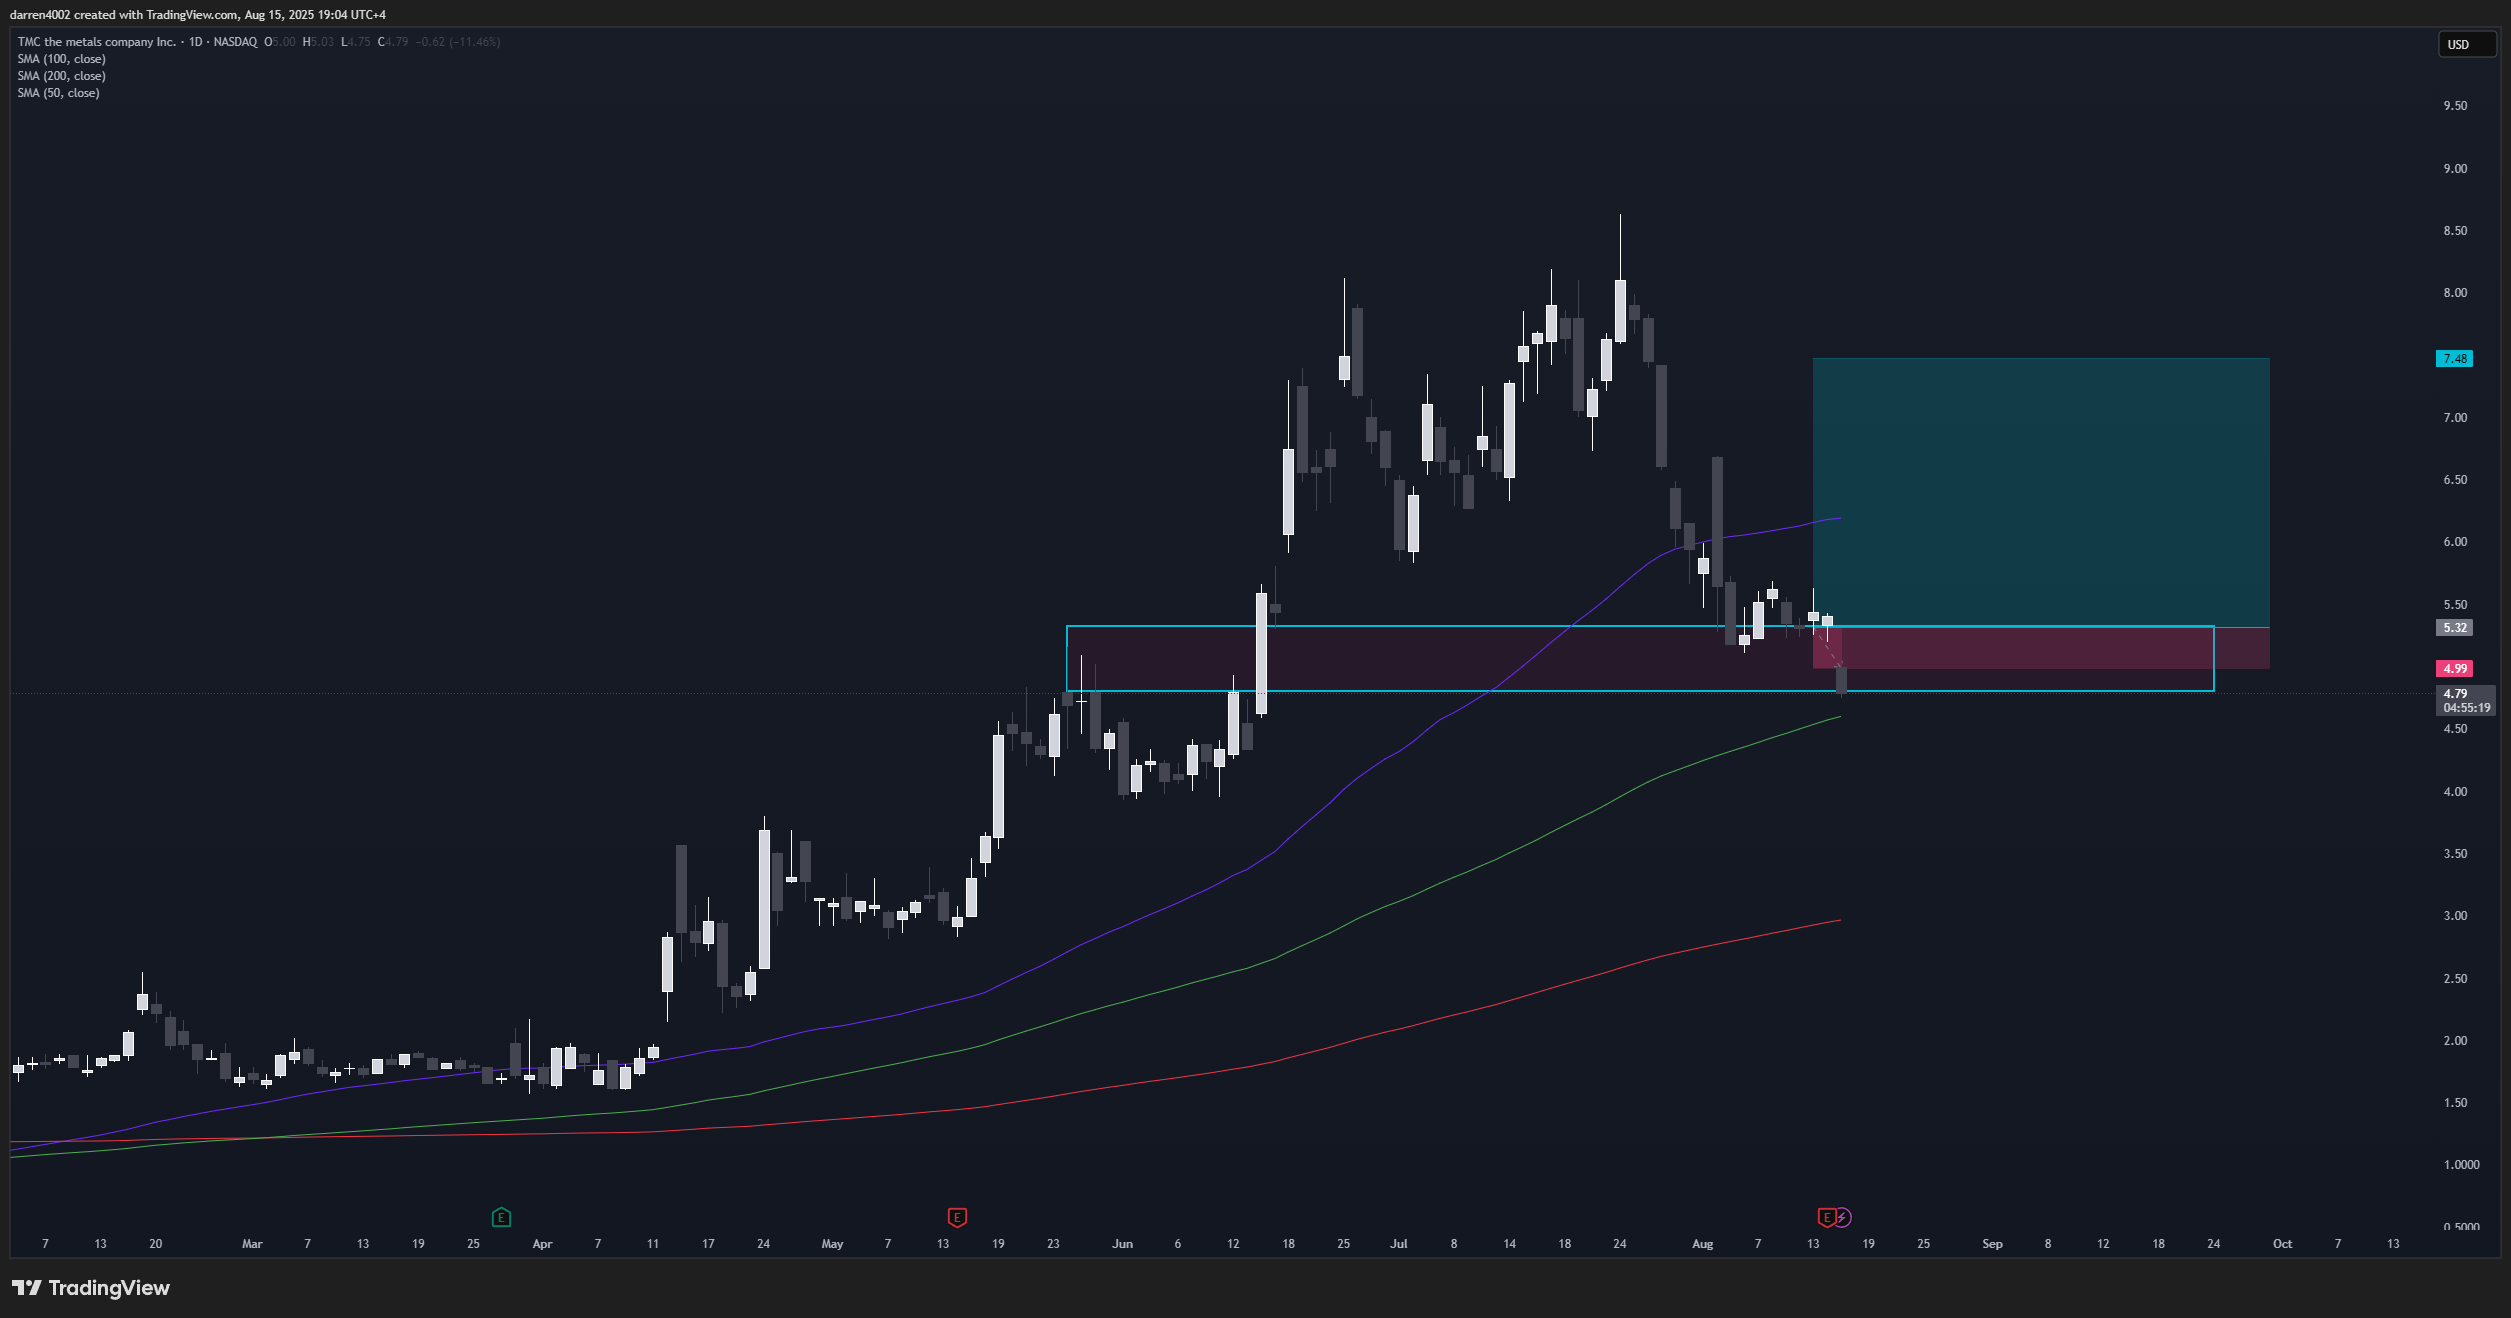 darren4002 created with TradingView.com, Aug 15, 2025 19:04 UTC+4
TMC the metals company Inc. · 1D · NASDAQ O5.00 H5.03 L4.75 C4.79 −0.62 (−11.46%)
SMA (100, close)
SMA (200, close)
SMA (50, close)
USD
9.50
9.00
8.50
8.00
7.48
7.00
6.50
6.00
5.50
5.32
4.99
4.79
04:55:19
4.50
4.00
3.50
3.00
2.50
2.00
1.50
1.0000
0.5000
E E E
7 13 20 Mar 7 13 19 25 Apr 7 11 17 24 May 7 13 19 23 Jun 6 12 18 25 Jul 8 14 18 24 Aug 7 13 19 25 Sep 8 12 18 24 Oct 7 13
TradingView